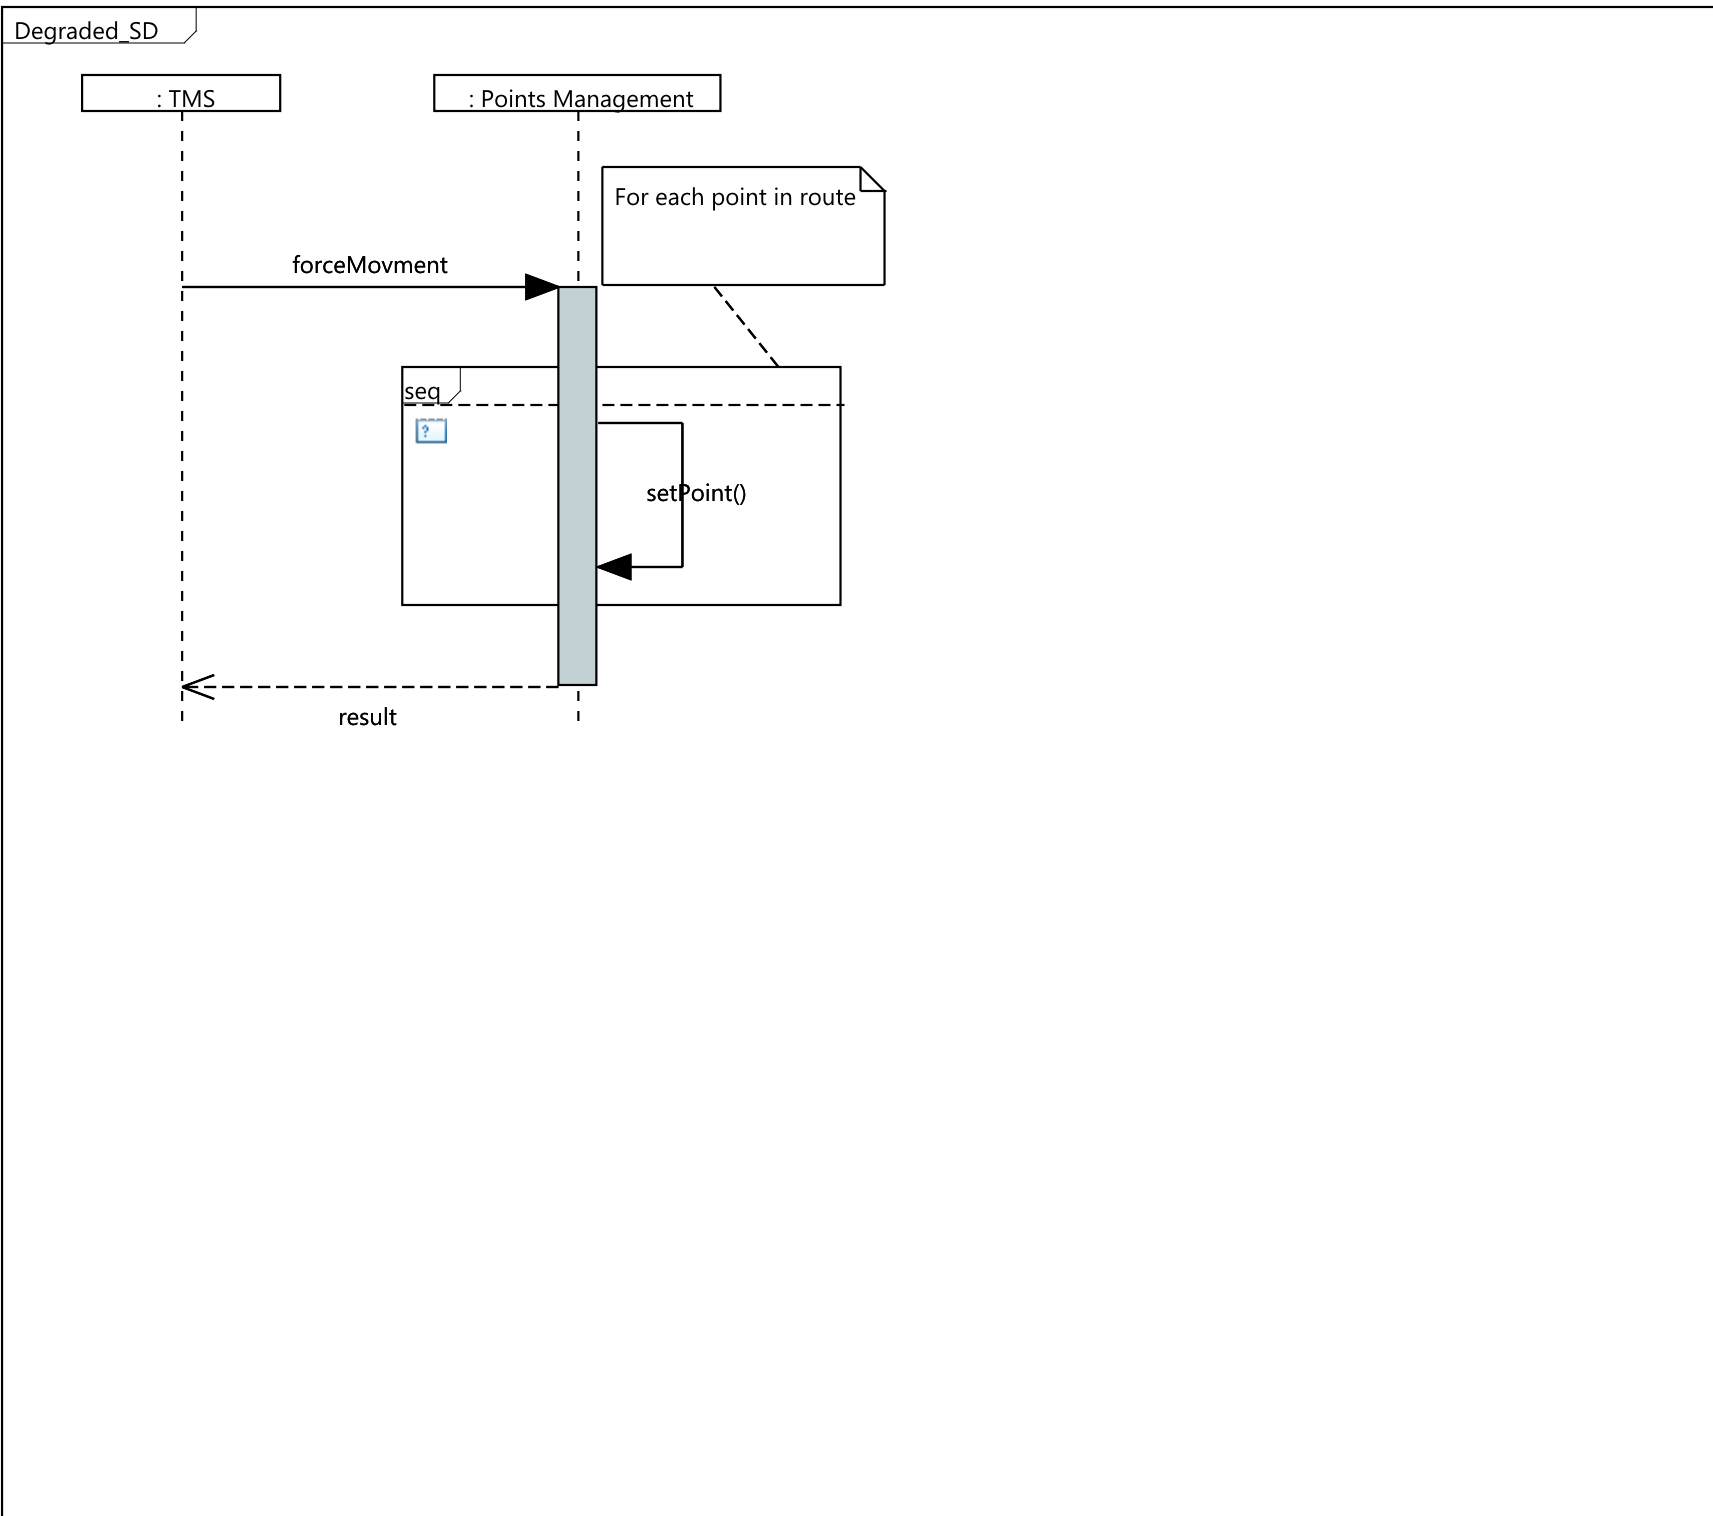 Degraded_SD
: TMS
: Points Management
For each point in route
forceMovment
seq
?
setPoint()
result